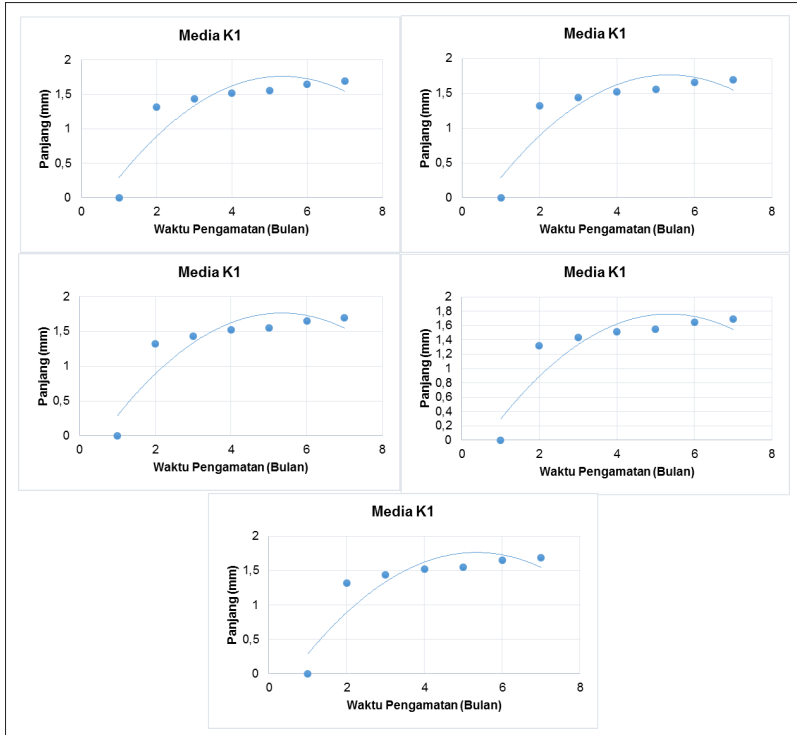 Media K1
2
1,5
1
0,5
0
0 2 4 6 8
Panjang (mm)
Waktu Pengamatan (Bulan)
Media K1
2
1,5
1
0,5
0
0 2 4 6 8
Panjang (mm)
Waktu Pengamatan (Bulan)
Media K1
2
1,5
1
0,5
0
0 2 4 6 8
Panjang (mm)
Waktu Pengamatan (Bulan)
Media K1
2
1,8
1,6
1,4
1,2
1
0,8
0,6
0,4
0,2
0
0 2 4 6 8
Panjang (mm)
Waktu Pengamatan (Bulan)
Media K1
2
1,5
1
0,5
0
0 2 4 6 8
Panjang (mm)
Waktu Pengamatan (Bulan)